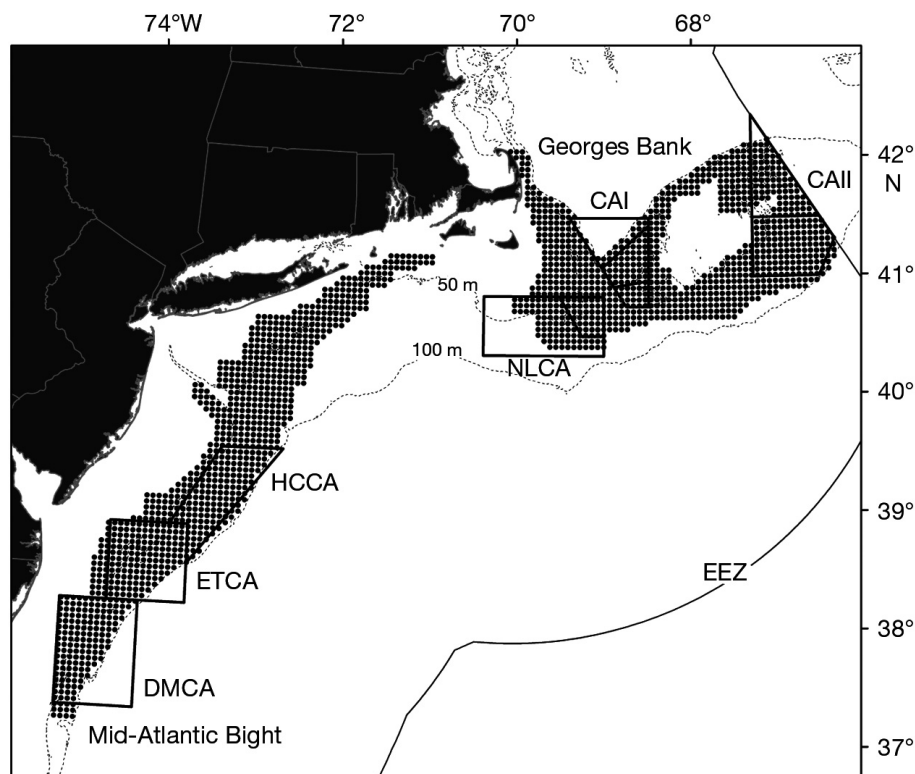 74°W 72° 70° 68°
Georges Bank
42°
N
CAI
CAII
41°
50 m
100 m
NLCA
40°
HCCA
39°
ETCA
EEZ
38°
DMCA
Mid-Atlantic Bight
37°